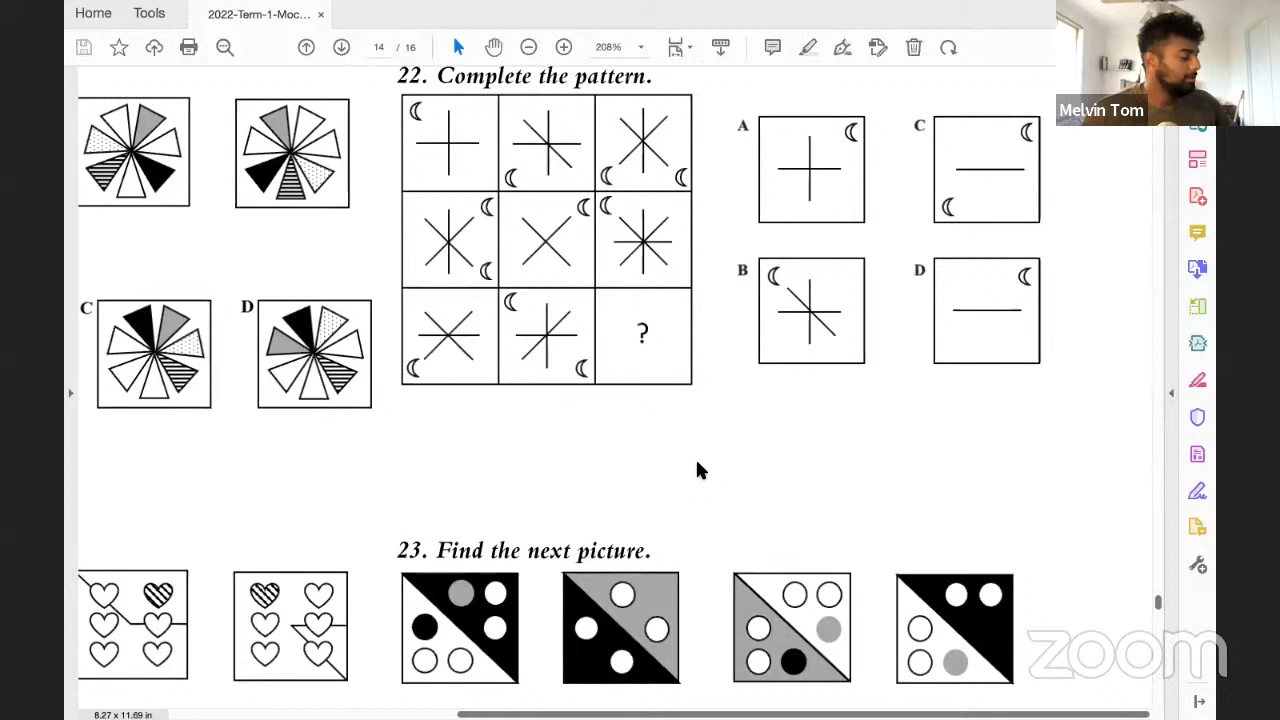 Home
Tools
2022-Term-1-Moc... ×
14 / 16
208%
Melvin Tom
22. Complete the pattern.
A
C
B
D
?
C
D
23. Find the next picture.
8.27 x 11.69 in
zoom